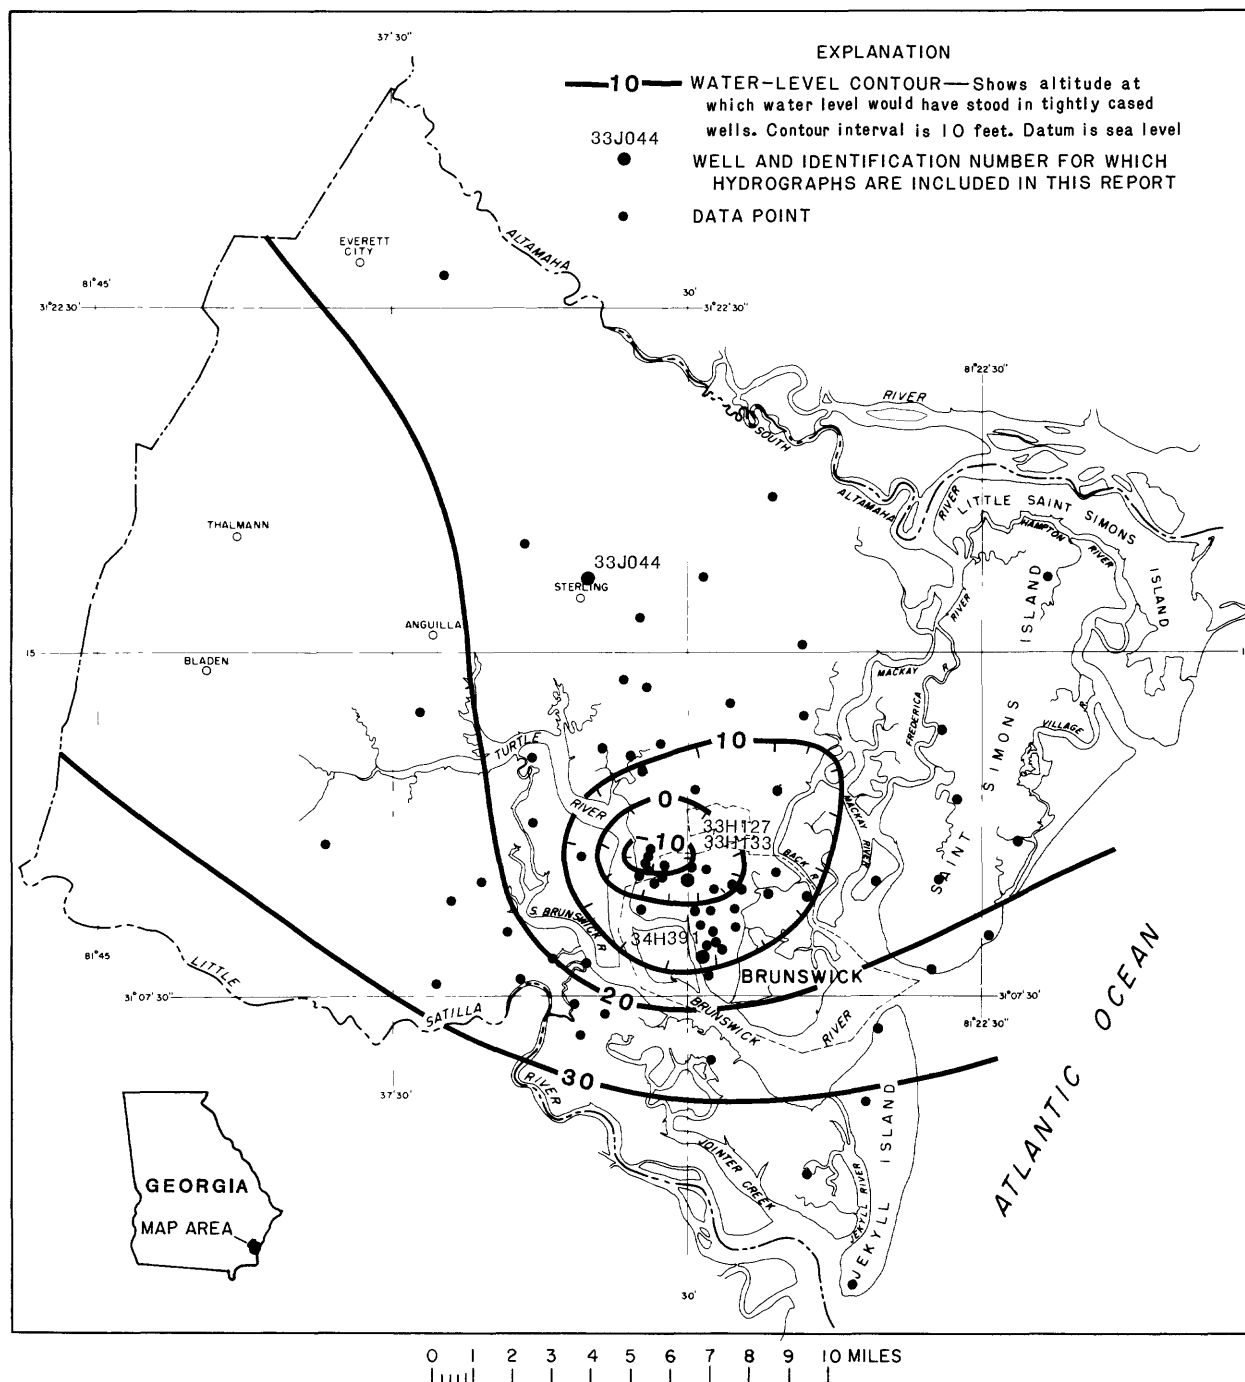 37'30"
EXPLANATION
10 WATER-LEVEL CONTOUR—Shows altitude at
which water level would have stood in tightly cased
wells. Contour interval is 10 feet. Datum is sea level
33J044
WELL AND IDENTIFICATION NUMBER FOR WHICH
HYDROGRAPHS ARE INCLUDED IN THIS REPORT
DATA POINT
EVERETT
CITY
ALTAMAHA
81°45'
31°22'30"
30'
31°22'30"
81°22'30"
RIVER
SOUTH
ALTAMAHA
RIVER
LITTLE SAINT SIMONS
ISLAND
HAMPTON
RIVER
THALMANN
33J044
STERLING
ANGUILLA
BLADEN
15
ISLAND
RIVER
MACKAY
R
FREDERICA
SIMONS
VILLAGE
R
TURTLE
RIVER
10
0
-10
33H127
33H133
BACK R
MACKAY
RIVER
SAINT
S. BRUNSWICK R
34H391
BRUNSWICK
20
BRUNSWICK
RIVER
81°45'
31°07'30"
LITTLE
SATILLA
RIVER
31°07'30"
81°22'30"
30
37'30"
JOINTER CREEK
JEKYLL RIVER
JEKYLL
ISLAND
ATLANTIC OCEAN
GEORGIA
MAP AREA
30'
0 1 2 3 4 5 6 7 8 9 10 MILES